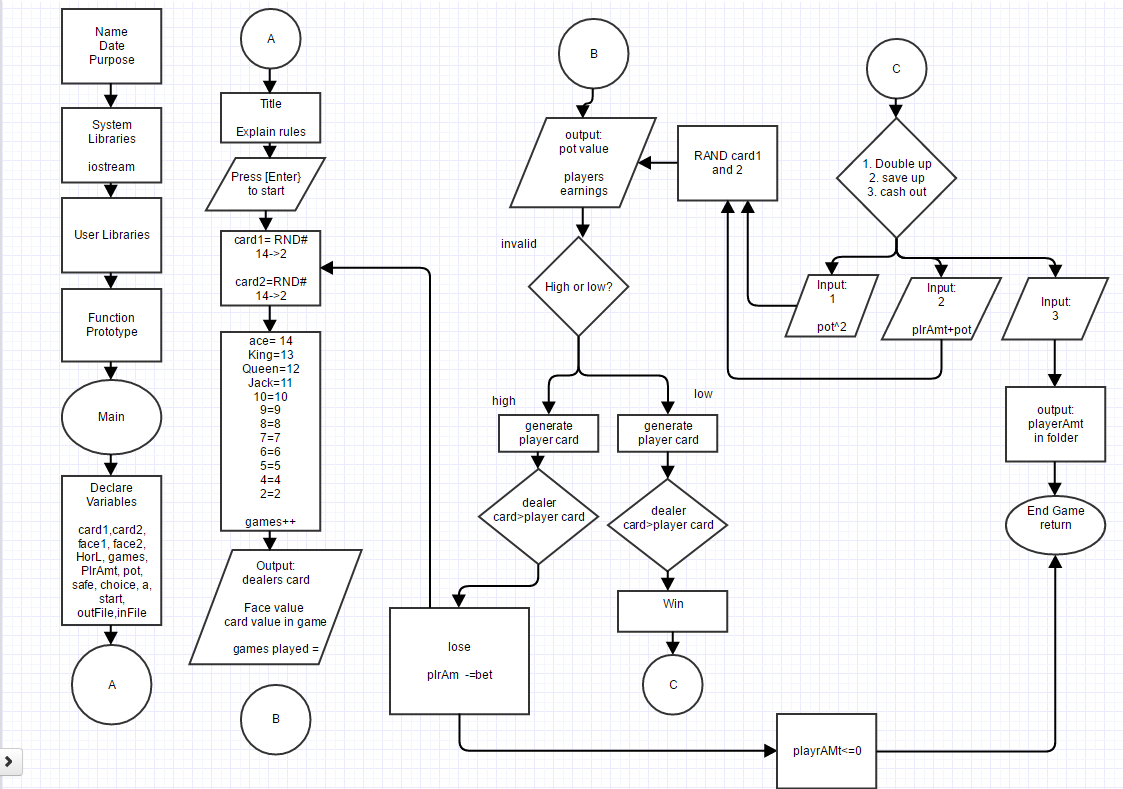 Name
Date
Purpose
System
Libraries
iostream
User Libraries
Function
Prototype
Main
Declare
Variables
card1,card2,
face1, face2,
HorL, games,
PlrAmt, pot,
safe, choice, a,
start,
outFile,inFile
A
A
Title
Explain rules
Press [Enter}
to start
card1= RND#
14->2
card2=RND#
14->2
ace= 14
King=13
Queen=12
Jack=11
10=10
9=9
8=8
7=7
6=6
5=5
4=4
2=2
games++
Output:
dealers card
Face value
card value in game
games played =
B
B
output:
pot value
players
earnings
RAND card1
and 2
invalid
High or low?
high
low
generate
player card
generate
player card
dealer
card>player card
dealer
card>player card
lose
plrAm -=bet
Win
C
playrAMt<=0
C
1. Double up
2. save up
3. cash out
Input:
1
pot^2
Input:
2
plrAmt+pot
Input:
3
output:
playerAmt
in folder
End Game
return